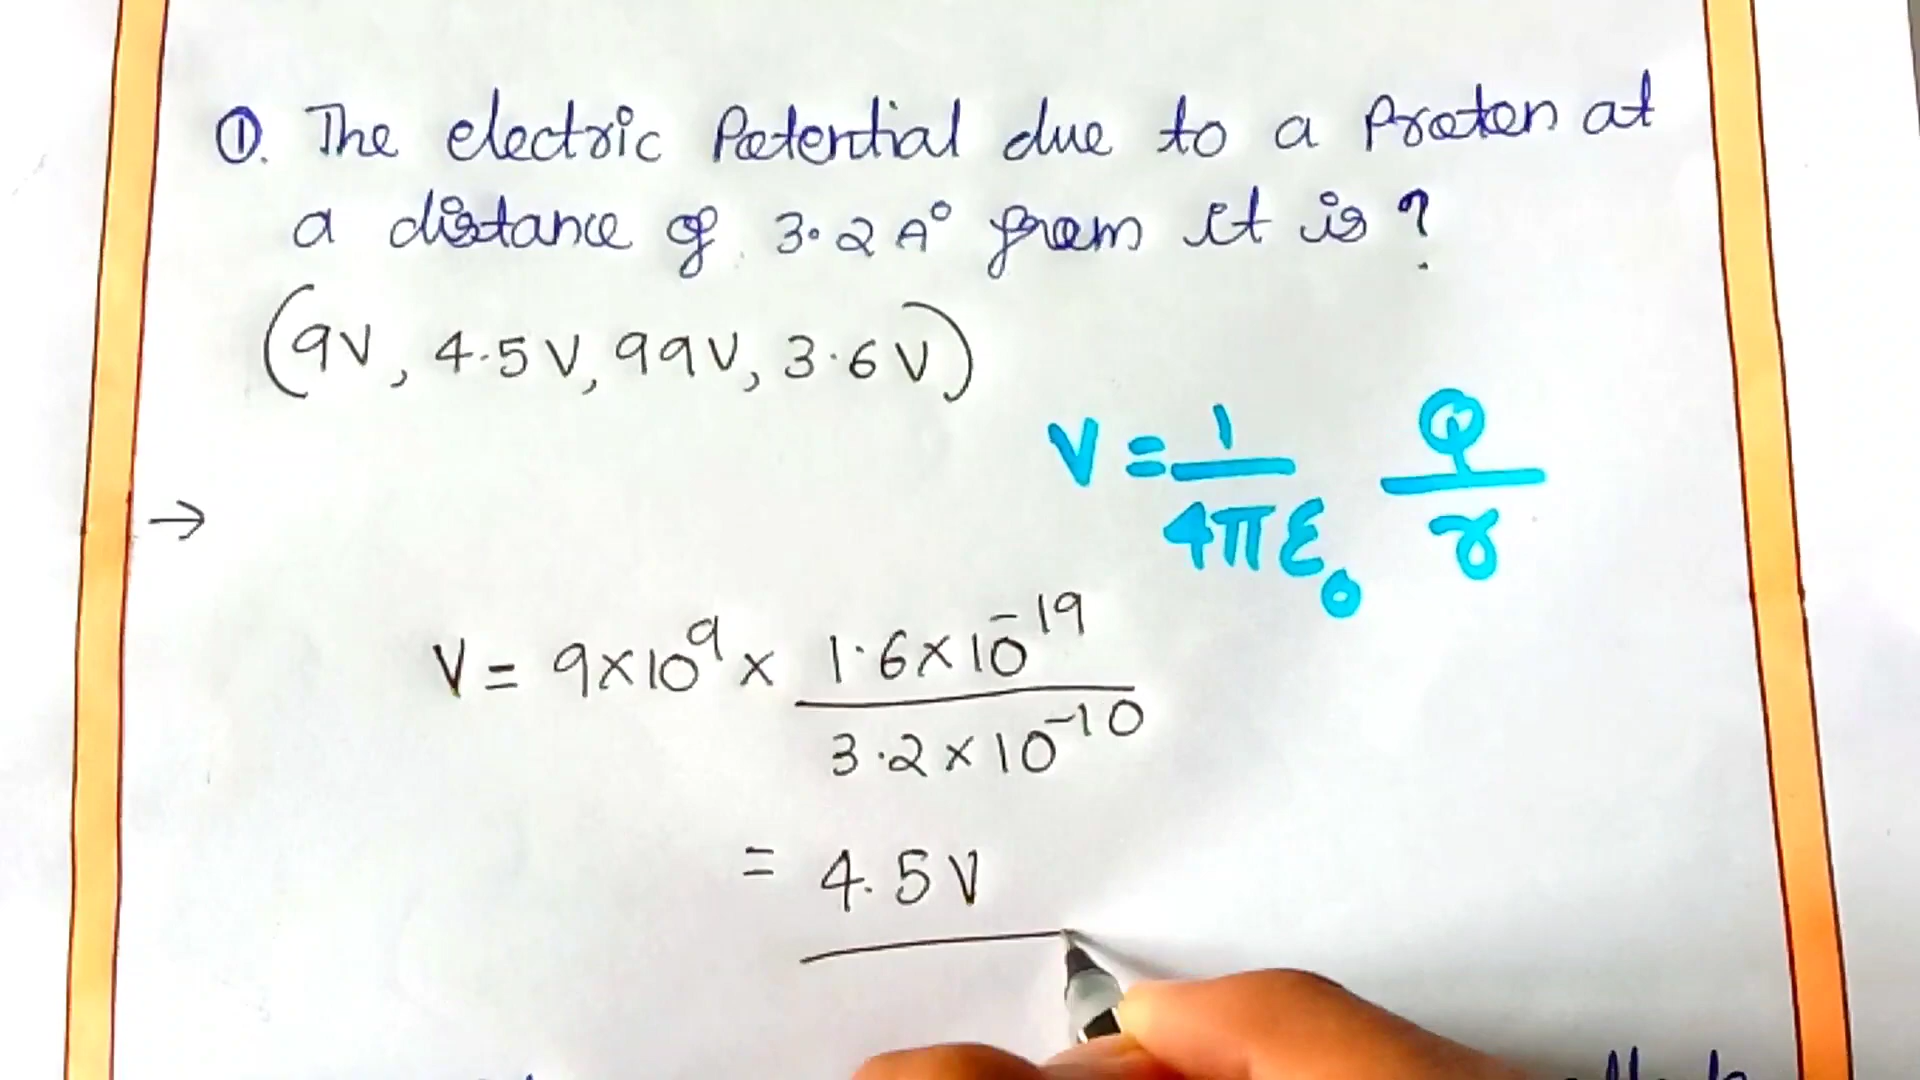 ①. The electric Potential due to a Proton at
a distance of 3.2A° from it is?
(9V, 4.5V, 99V, 3.6V)
V = 1/4πε₀ Q/r
→
V = 9×10⁹ × 1.6×10⁻¹⁹/3.2×10⁻¹⁰
= 4.5V